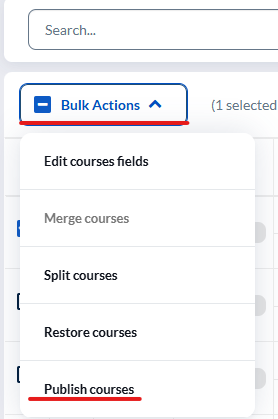 Search...
Bulk Actions
(1 selected
Edit courses fields
Merge courses
Split courses
Restore courses
Publish courses